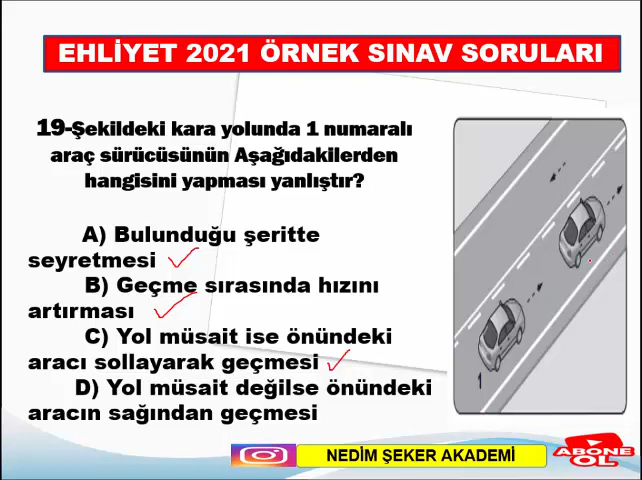 EHLİYET 2021 ÖRNEK SINAV SORULARI
19-Şekildeki kara yolunda 1 numaralı
araç sürücüsünün Aşağıdakilerden
hangisini yapması yanlıştır?
A) Bulunduğu şeritte
seyretmesi
B) Geçme sırasında hızını
artırması
C) Yol müsait ise önündeki
aracı sollayarak geçmesi
D) Yol müsait değilse önündeki
aracın sağından geçmesi
1
NEDİM ŞEKER AKADEMİ
ABONE
OL